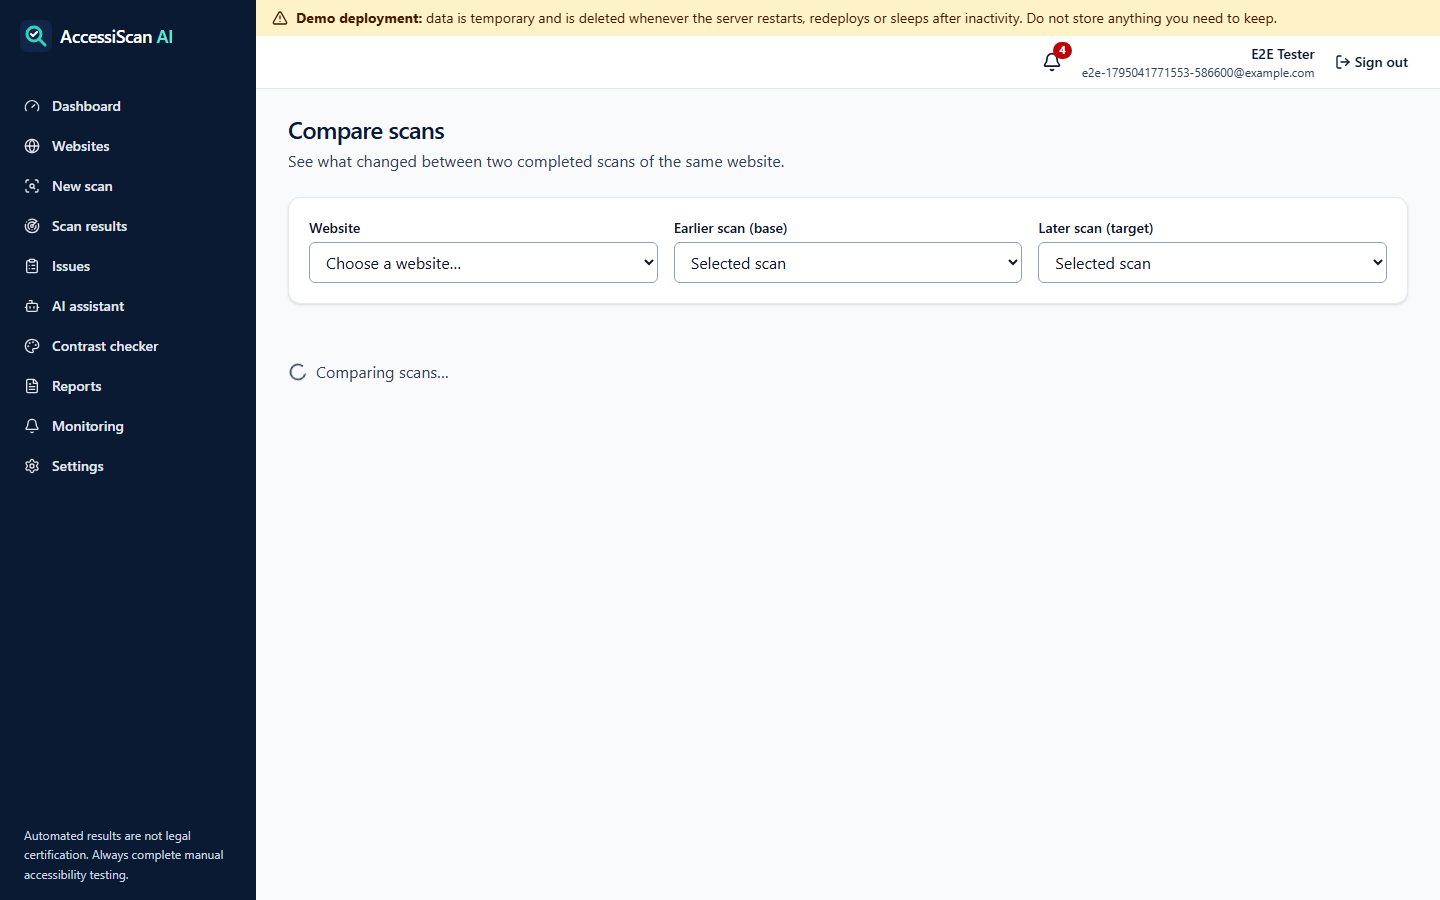 AccessiScan AI
Demo deployment: data is temporary and is deleted whenever the server restarts, redeploys or sleeps after inactivity. Do not store anything you need to keep.
4
E2E Tester
e2e-1795041771553-586600@example.com
Sign out
Dashboard
Websites
New scan
Scan results
Issues
AI assistant
Contrast checker
Reports
Monitoring
Settings
Automated results are not legal
certification. Always complete manual
accessibility testing.
Compare scans
See what changed between two completed scans of the same website.
Website
Choose a website...
Earlier scan (base)
Selected scan
Later scan (target)
Selected scan
Comparing scans...